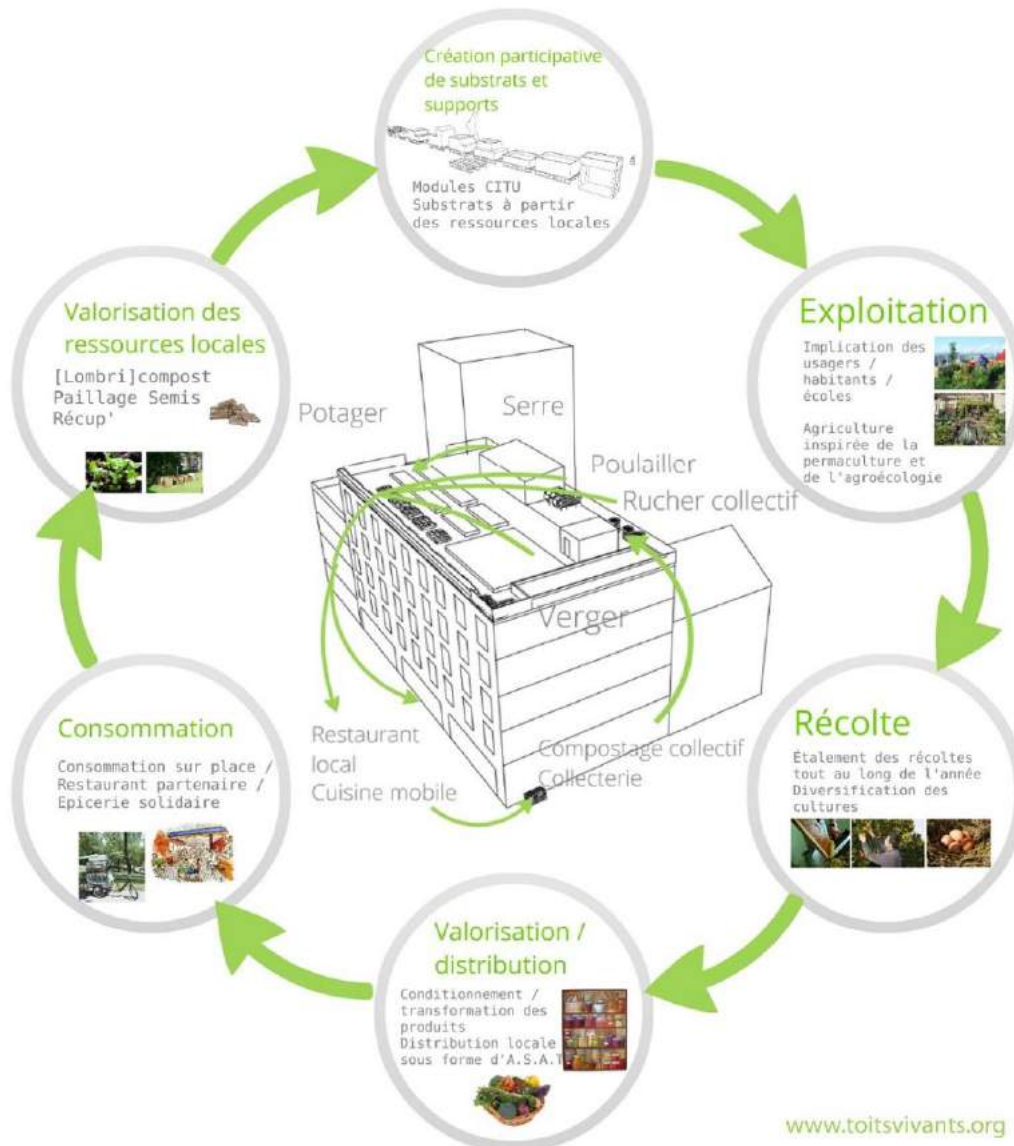 Création participative
de substrats et
supports
Modules CITU
Substrats à partir
des ressources locales
Exploitation
Implication des
usagers /
habitants /
écoles
Agriculture
inspirée de la
permaculture et
de l'agroécologie
Récolte
Étalement des récoltes
tout au long de l'année
Diversification des
cultures
Valorisation /
distribution
Conditionnement /
transformation des
produits
Distribution locale
sous forme d'A.S.A.T
Consommation
Consommation sur place /
Restaurant partenaire /
Epicerie solidaire
Valorisation des
ressources locales
[Lombri]compost
Paillage Semis
Récup'
Potager
Serre
Poulailler
Rucher collectif
Verger
Restaurant
local
Cuisine mobile
Compostage collectif
Collecterie
www.toitsvivants.org